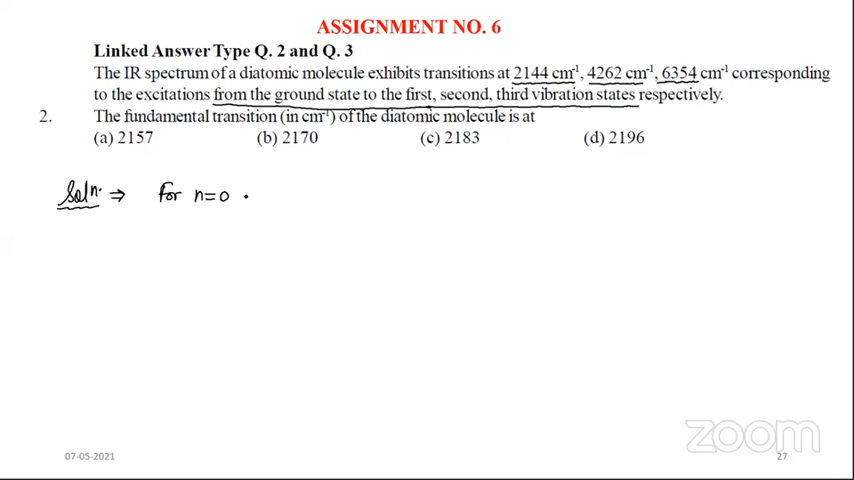 ASSIGNMENT NO. 6
Linked Answer Type Q. 2 and Q. 3
The IR spectrum of a diatomic molecule exhibits transitions at 2144 cm⁻¹, 4262 cm⁻¹, 6354 cm⁻¹ corresponding
to the excitations from the ground state to the first, second, third vibration states respectively.
2. The fundamental transition (in cm⁻¹) of the diatomic molecule is at
(a) 2157 (b) 2170 (c) 2183 (d) 2196
Soln. ⇒ For n=0
zoom
07-05-2021 27